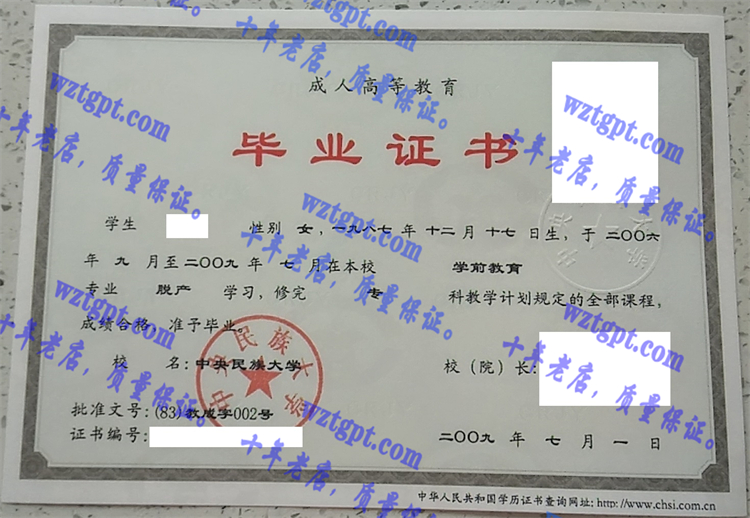 成人高等教育
毕业证书
学生 性别 女，一九八七 年 十二 月 十七 日生，于 二〇〇六
年 九 月至 二〇〇九 年 七 月在本校 学前教育
专业 脱产 学习，修完 专 科教学计划规定的全部课程，
成绩合格，准予毕业。
校 名：中央民族大学 校（院）长：
批准文号：(83)教成字002号
证书编号： 二〇〇九 年 七 月 一 日
中央民族大学
中华人民共和国学历证书查询网址：http://www.chsi.com.cn
wztgpt.com
十年老店，质量保证。